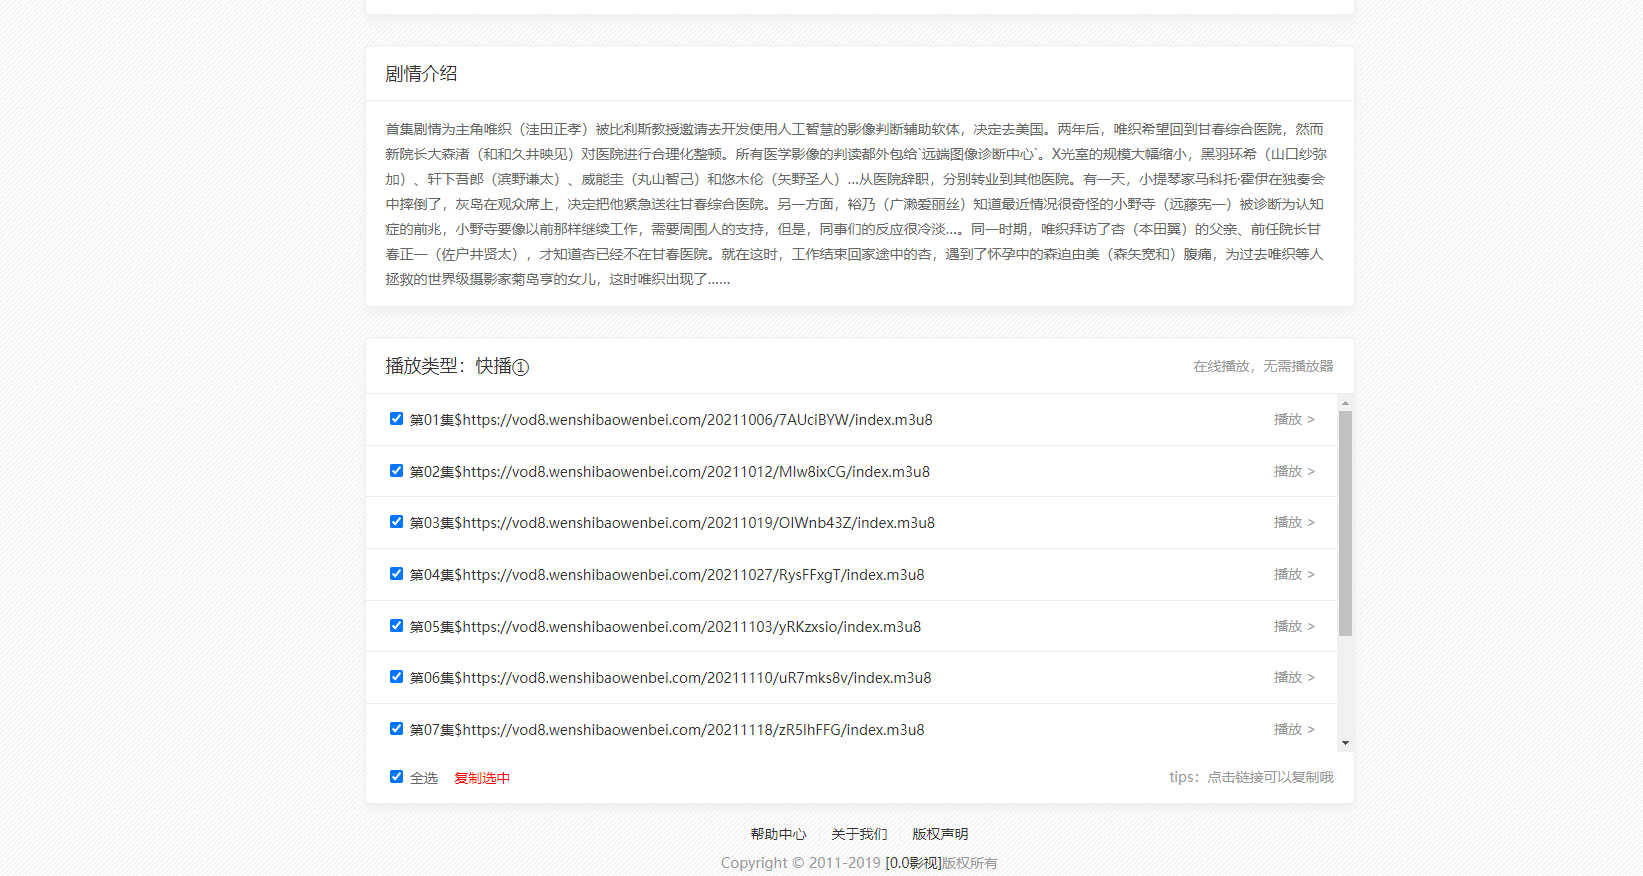 剧情介绍
首集剧情为主角唯织（洼田正孝）被比利斯教授邀请去开发使用人工智慧的影像判断辅助软体，决定去美国。两年后，唯织希望回到甘春综合医院，然而
新院长大森渚（和和久井映见）对医院进行合理化整顿。所有医学影像的判读都外包给`远端图像诊断中心`。X光室的规模大幅缩小，黑羽环希（山口纱弥
加）、轩下吾郎（滨野谦太）、威能圭（丸山智己）和悠木伦（矢野圣人）...从医院辞职，分别转业到其他医院。有一天，小提琴家马科托·霍伊在独奏会
中摔倒了，灰岛在观众席上，决定把他紧急送往甘春综合医院。另一方面，裕乃（广濑爱丽丝）知道最近情况很奇怪的小野寺（远藤宪一）被诊断为认知
症的前兆，小野寺要像以前那样继续工作，需要周围人的支持，但是，同事们的反应很冷淡...。同一时期，唯织拜访了杏（本田翼）的父亲、前任院长甘
春正一（佐户井贤太），才知道杏已经不在甘春医院。就在这时，工作结束回家途中的杏，遇到了怀孕中的森迫由美（森矢宽和）腹痛，为过去唯织等人
拯救的世界级摄影家菊岛亨的女儿，这时唯织出现了......
播放类型：快播① 在线播放，无需播放器
第01集$https://vod8.wenshibaowenbei.com/20211006/7AUciBYW/index.m3u8 播放 >
第02集$https://vod8.wenshibaowenbei.com/20211012/MIw8ixCG/index.m3u8 播放 >
第03集$https://vod8.wenshibaowenbei.com/20211019/OIWnb43Z/index.m3u8 播放 >
第04集$https://vod8.wenshibaowenbei.com/20211027/RysFFxgT/index.m3u8 播放 >
第05集$https://vod8.wenshibaowenbei.com/20211103/yRKzxsio/index.m3u8 播放 >
第06集$https://vod8.wenshibaowenbei.com/20211110/uR7mks8v/index.m3u8 播放 >
第07集$https://vod8.wenshibaowenbei.com/20211118/zR5lhFFG/index.m3u8 播放 >
全选 复制选中 tips：点击链接可以复制哦
帮助中心 关于我们 版权声明
Copyright © 2011-2019 [0.0影视]版权所有